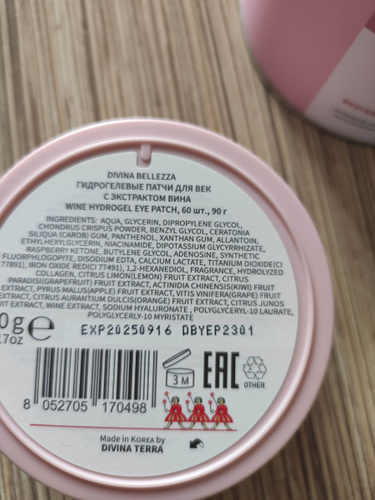 DIVINA BELLEZZA
ГИДРОГЕЛЕВЫЕ ПАТЧИ ДЛЯ ВЕК
С ЭКСТРАКТОМ ВИНА
WINE HYDROGEL EYE PATCH, 60 шт., 90 г
INGREDIENTS: AQUA, GLYCERIN, DIPROPYLENE GLYCOL,
CHONDRUS CRISPUS POWDER, BENZYL GLYCOL, CERATONIA
SILIQUA (CAROB) GUM, PANTHENOL, XANTHAN GUM, ALLANTOIN,
ETHYLHEXYLGLYCERIN, NIACINAMIDE, DIPOTASSIUM GLYCYRRHIZATE,
RASPBERRY KETONE, BUTYLENE GLYCOL, ADENOSINE, SYNTHETIC
FLUORPHLOGOPITE, DISODIUM EDTA, CALCIUM LACTATE, TITANIUM DIOXIDE(CI
77891), IRON OXIDE RED(CI 77491), 1,2-HEXANEDIOL, FRAGRANCE, HYDROLYZED
COLLAGEN, CITRUS LIMON(LEMON) FRUIT EXTRACT, CITRUS
PARADISI(GRAPEFRUIT) FRUIT EXTRACT, ACTINIDIA CHINENSIS(KIWI) FRUIT
EXTRACT, PYRUS MALUS(APPLE) FRUIT EXTRACT, VITIS VINIFERA(GRAPE)
FRUIT EXTRACT, CITRUS AURANTIUM DULCIS(ORANGE) FRUIT EXTRACT, CITRUS JUNOS
FRUIT EXTRACT, WINE EXTRACT, SODIUM HYALURONATE, POLYGLYCERYL-10 LAURATE,
POLYGLYCERYL-10 MYRISTATE
0g e
17oz
EXP20250916 DBYEP2301
3 M
EAC
OTHER
8 052705 170498
Made in KOREA by
DIVINA TERRA